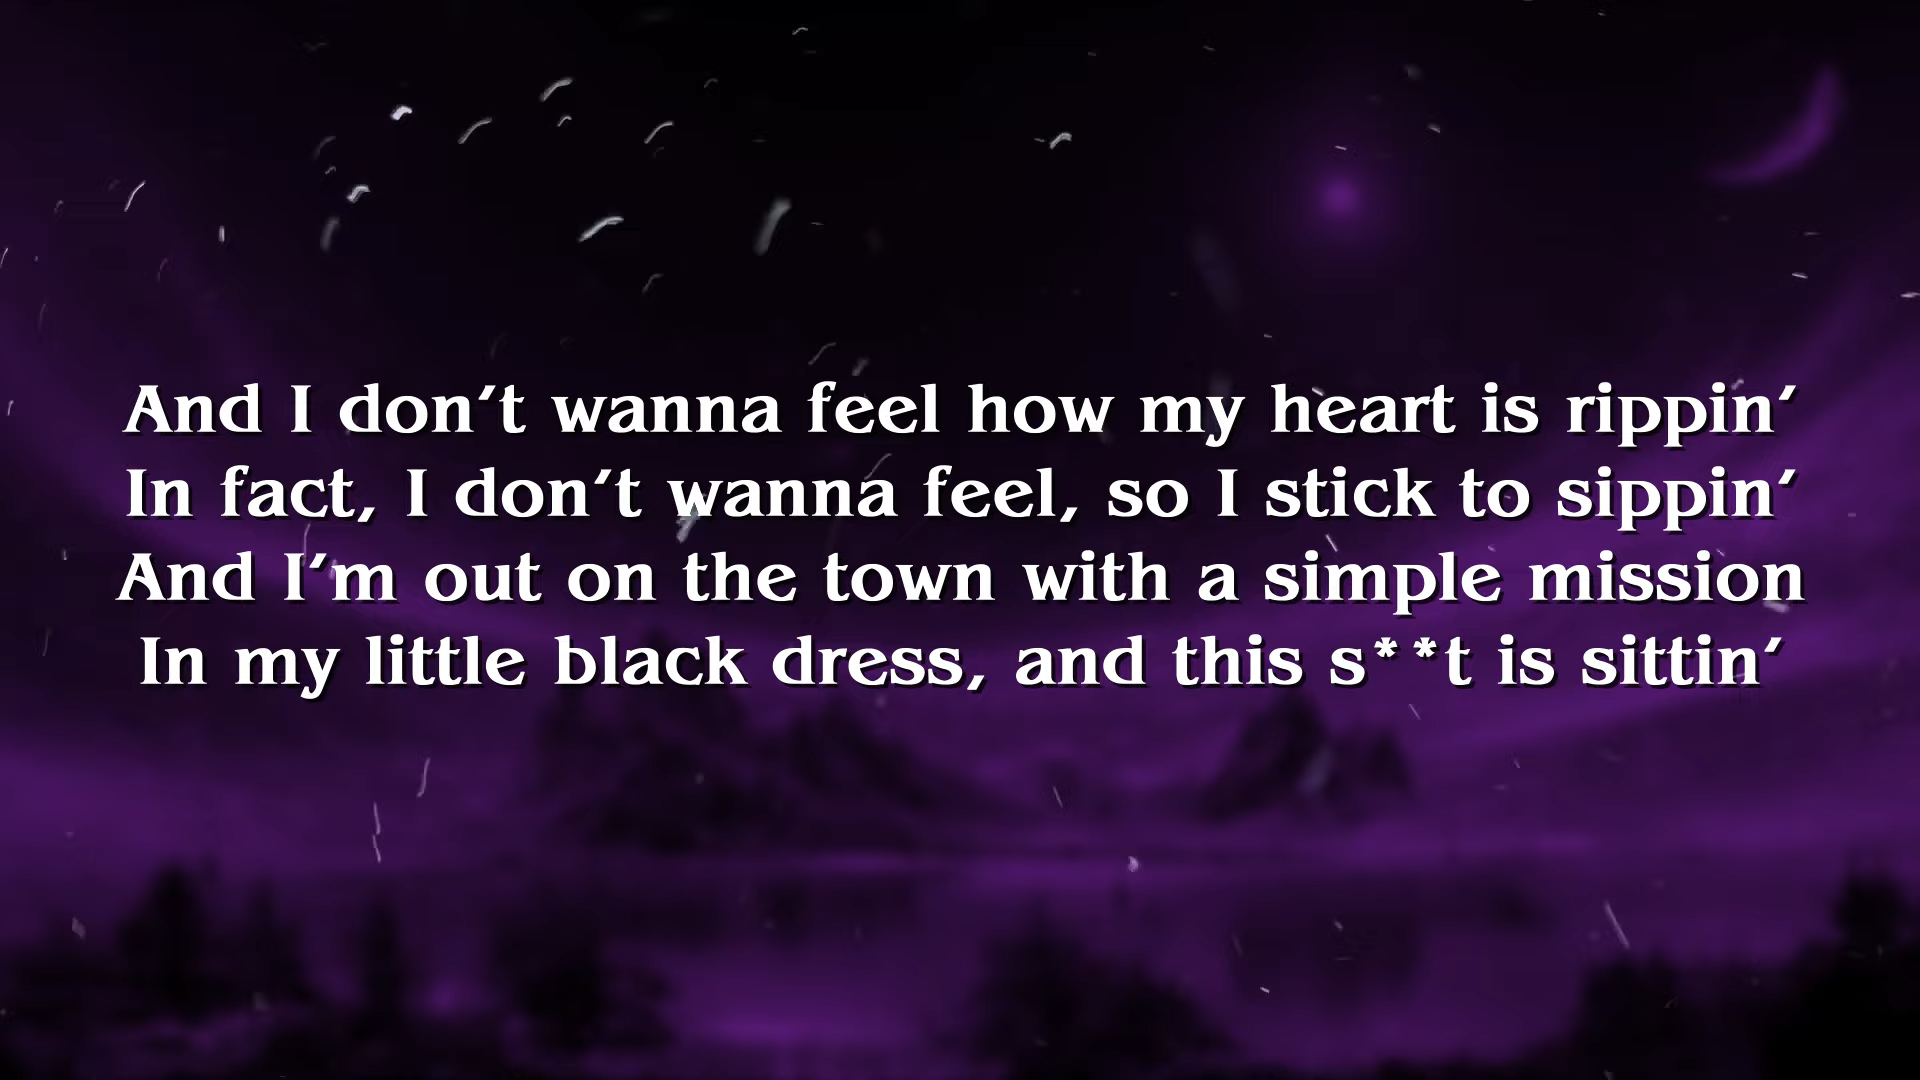 And I don’t wanna feel how my heart is rippin’
In fact, I don’t wanna feel, so I stick to sippin’
And I’m out on the town with a simple mission
In my little black dress, and this s**t is sittin’